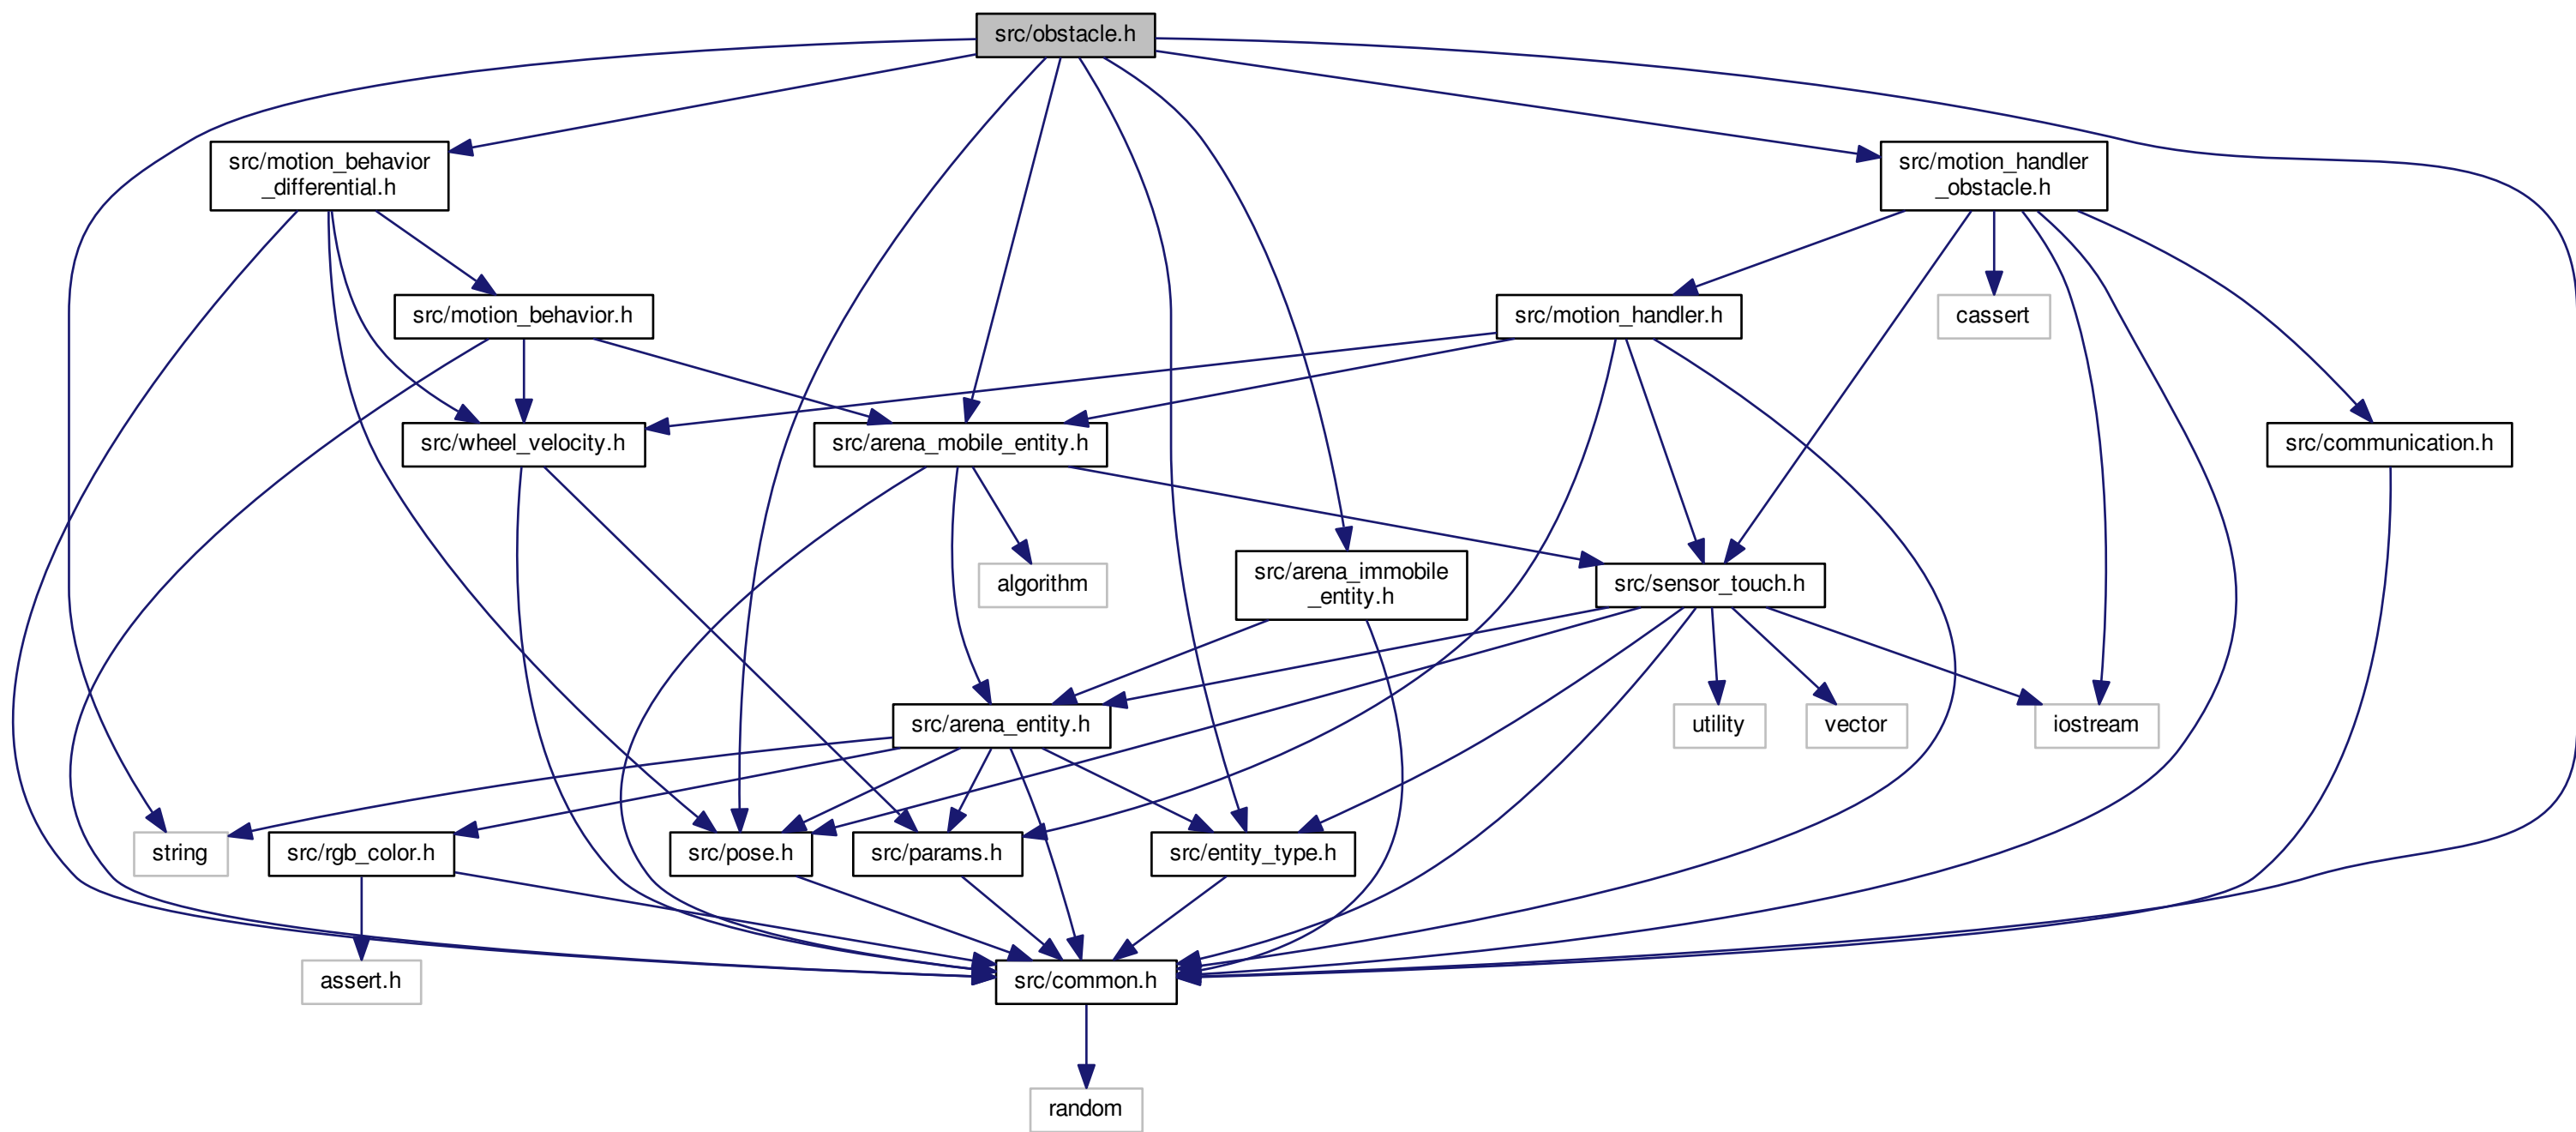 src/obstacle.h
src/motion_behavior
_differential.h
src/motion_handler
_obstacle.h
src/motion_behavior.h
src/motion_handler.h
cassert
src/wheel_velocity.h
src/arena_mobile_entity.h
src/communication.h
algorithm
src/arena_immobile
_entity.h
src/sensor_touch.h
src/arena_entity.h
utility
vector
iostream
string
src/rgb_color.h
src/pose.h
src/params.h
src/entity_type.h
assert.h
src/common.h
random